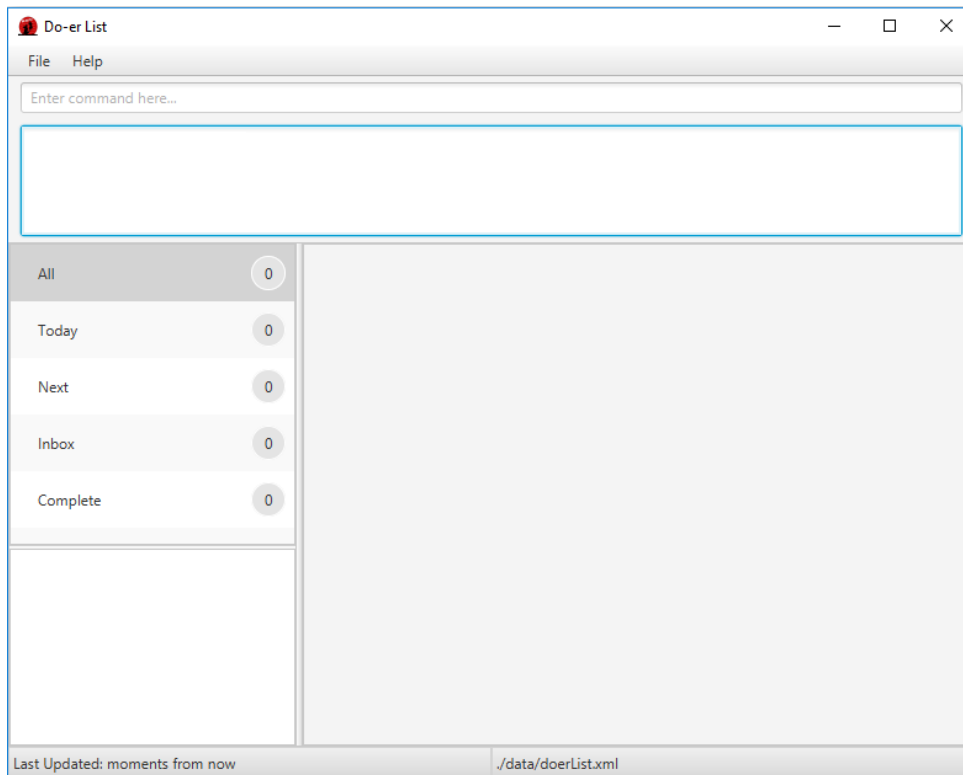 Do-er List
File Help
Enter command here...
All 0
Today 0
Next 0
Inbox 0
Complete 0
Last Updated: moments from now ./data/doerList.xml